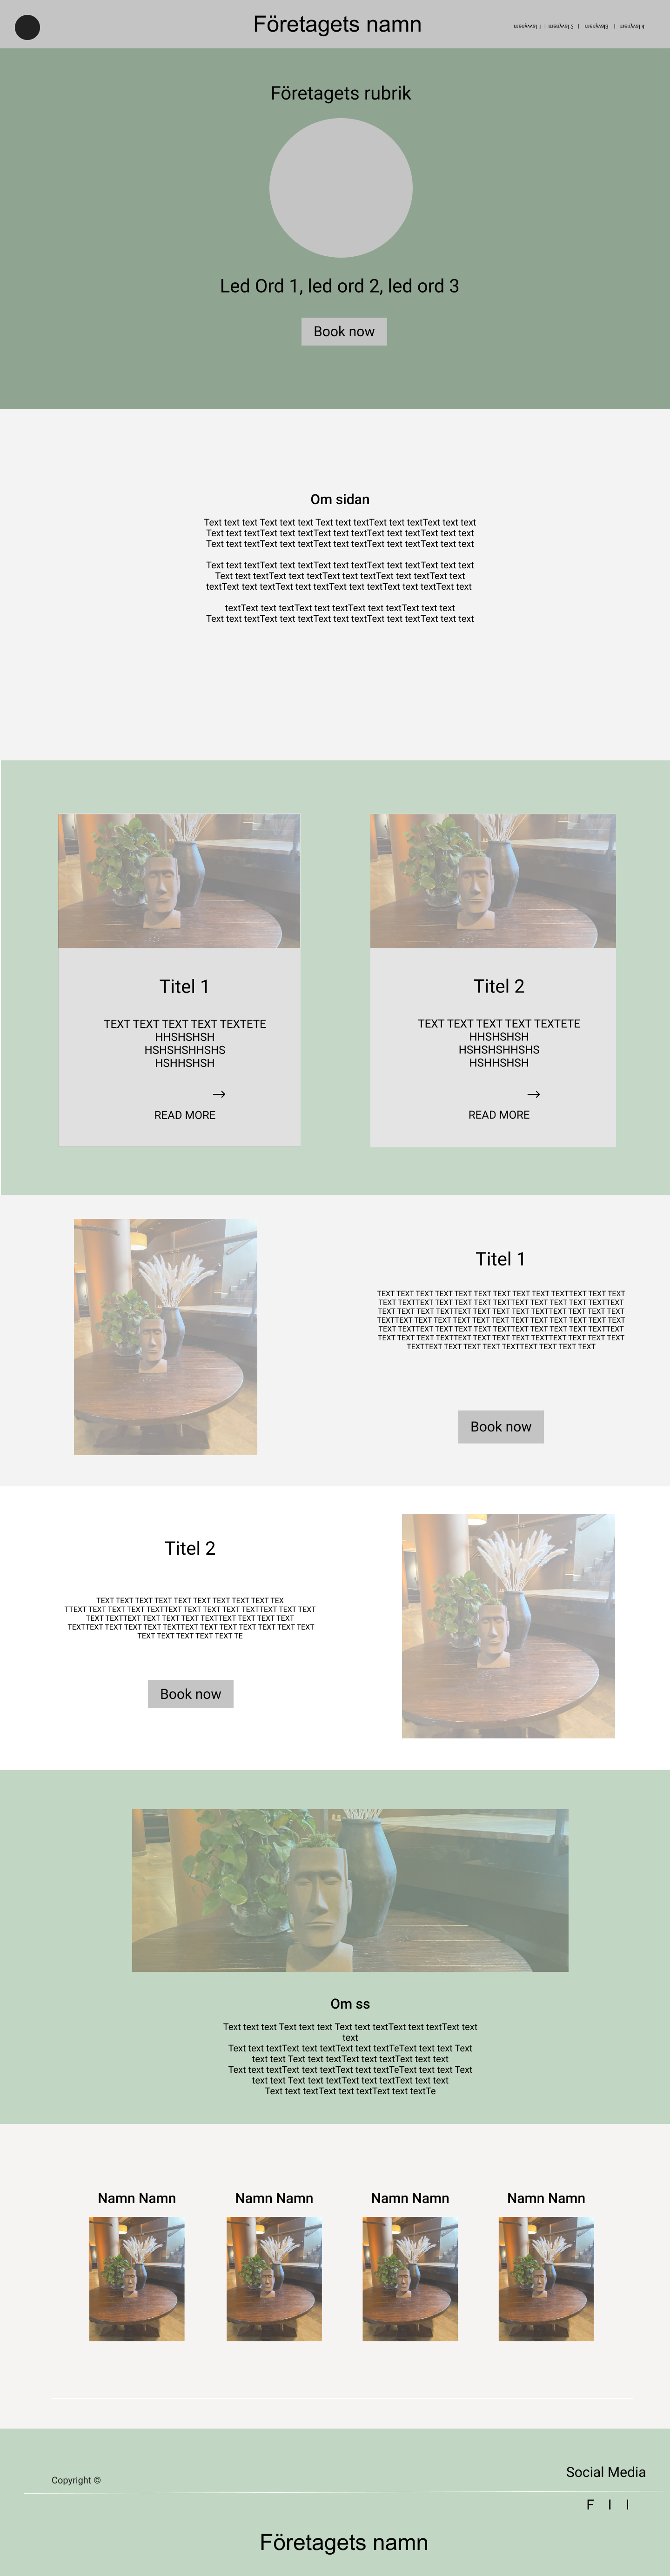 Företagets namn
menyval 1 | menyval 2 | menyval3 | menyval 4
Företagets rubrik
Led Ord 1, led ord 2, led ord 3
Book now
Om sidan
Text text text Text text text Text text textText text textText text text
Text text textText text textText text textText text textText text text
Text text textText text textText text textText text textText text text
Text text textText text textText text textText text textText text text
Text text textText text textText text textText text textText text
textText text textText text textText text textText text textText text
textText text textText text textText text textText text text
Text text textText text textText text textText text textText text text
Titel 1
TEXT TEXT TEXT TEXT TEXTETE
HHSHSHSH
HSHSHSHHSHS
HSHHSHSH
→
READ MORE
Titel 2
TEXT TEXT TEXT TEXT TEXTETE
HHSHSHSH
HSHSHSHHSHS
HSHHSHSH
→
READ MORE
Titel 1
TEXT TEXT TEXT TEXT TEXT TEXT TEXT TEXT TEXT TEXTTEXT TEXT TEXT
TEXT TEXTTEXT TEXT TEXT TEXT TEXTTEXT TEXT TEXT TEXT TEXTTEXT
TEXT TEXT TEXT TEXTTEXT TEXT TEXT TEXT TEXTTEXT TEXT TEXT TEXT
TEXTTEXT TEXT TEXT TEXT TEXT TEXT TEXT TEXT TEXT TEXT TEXT TEXT
TEXT TEXTTEXT TEXT TEXT TEXT TEXTTEXT TEXT TEXT TEXT TEXTTEXT
TEXT TEXT TEXT TEXTTEXT TEXT TEXT TEXT TEXTTEXT TEXT TEXT TEXT
TEXTTEXT TEXT TEXT TEXT TEXTTEXT TEXT TEXT TEXT
Book now
Titel 2
TEXT TEXT TEXT TEXT TEXT TEXT TEXT TEXT TEXT TEX
TTEXT TEXT TEXT TEXT TEXTTEXT TEXT TEXT TEXT TEXTTEXT TEXT TEXT
TEXT TEXTTEXT TEXT TEXT TEXT TEXTTEXT TEXT TEXT TEXT
TEXTTEXT TEXT TEXT TEXT TEXTTEXT TEXT TEXT TEXT TEXT TEXT TEXT
TEXT TEXT TEXT TEXT TEXT TE
Book now
Om ss
Text text text Text text text Text text textText text textText text
text
Text text textText text textText text textTeText text text Text
text text Text text textText text textText text text
Text text textText text textText text textTeText text text Text
text text Text text textText text textText text text
Text text textText text textText text textTe
Namn Namn
Namn Namn
Namn Namn
Namn Namn
Social Media
Copyright ©
F I I
Företagets namn